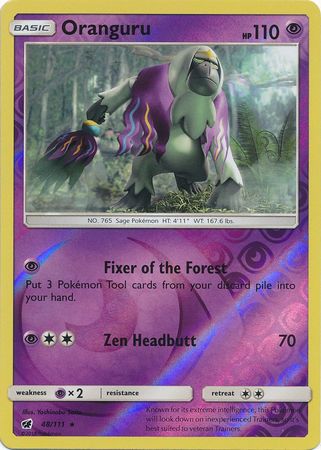 BASIC Oranguru HP 110
NO. 765 Sage Pokémon HT: 4'11" WT: 167.6 lbs.
Fixer of the Forest
Put 3 Pokémon Tool cards from your discard pile into
your hand.
Zen Headbutt 70
weakness × 2 resistance retreat
Illus. Yoshinobu Saito
48/111 ★
Known for its extreme intelligence, this Pokémon
will look down on inexperienced Trainers, so it's
best suited to veteran Trainers.
©2017 Pokémon